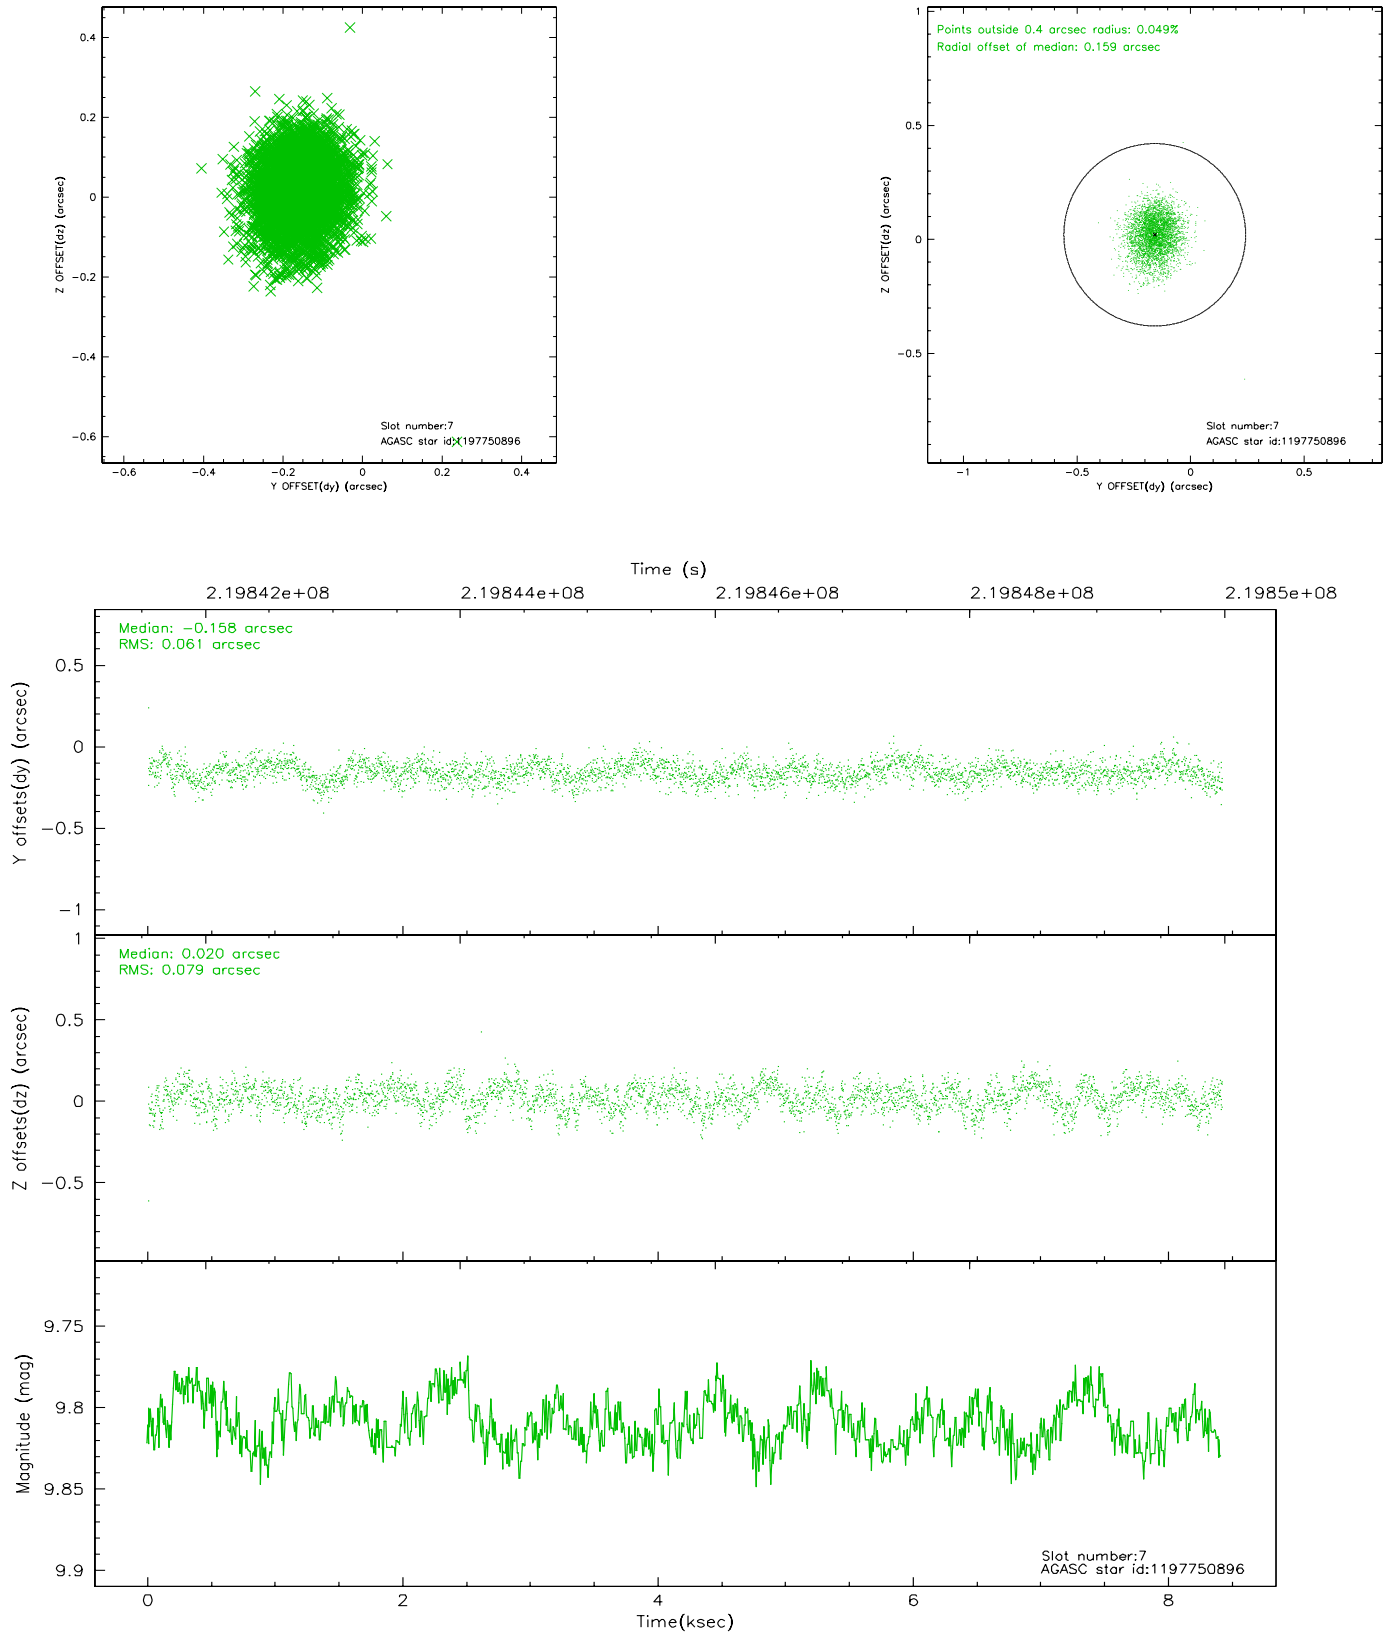 0.4
0.2
0
-0.2
-0.4
-0.6
Z OFFSET(dz) (arcsec)
-0.6 -0.4 -0.2 0 0.2 0.4
Y OFFSET(dy) (arcsec)
Slot number:7
AGASC star id:1197750896
Points outside 0.4 arcsec radius: 0.049%
Radial offset of median: 0.159 arcsec
1
0.5
0
-0.5
Z OFFSET(dz) (arcsec)
-1 -0.5 0 0.5
Y OFFSET(dy) (arcsec)
Slot number:7
AGASC star id:1197750896
Time (s)
2.19842e+08 2.19844e+08 2.19846e+08 2.19848e+08 2.1985e+08
Median: -0.158 arcsec
RMS: 0.061 arcsec
0.5
0
-0.5
-1
Y offsets(dy) (arcsec)
Median: 0.020 arcsec
RMS: 0.079 arcsec
1
0.5
0
-0.5
Z offsets(dz) (arcsec)
9.75
9.8
9.85
9.9
Magnitude (mag)
Slot number:7
AGASC star id:1197750896
0 2 4 6 8
Time(ksec)